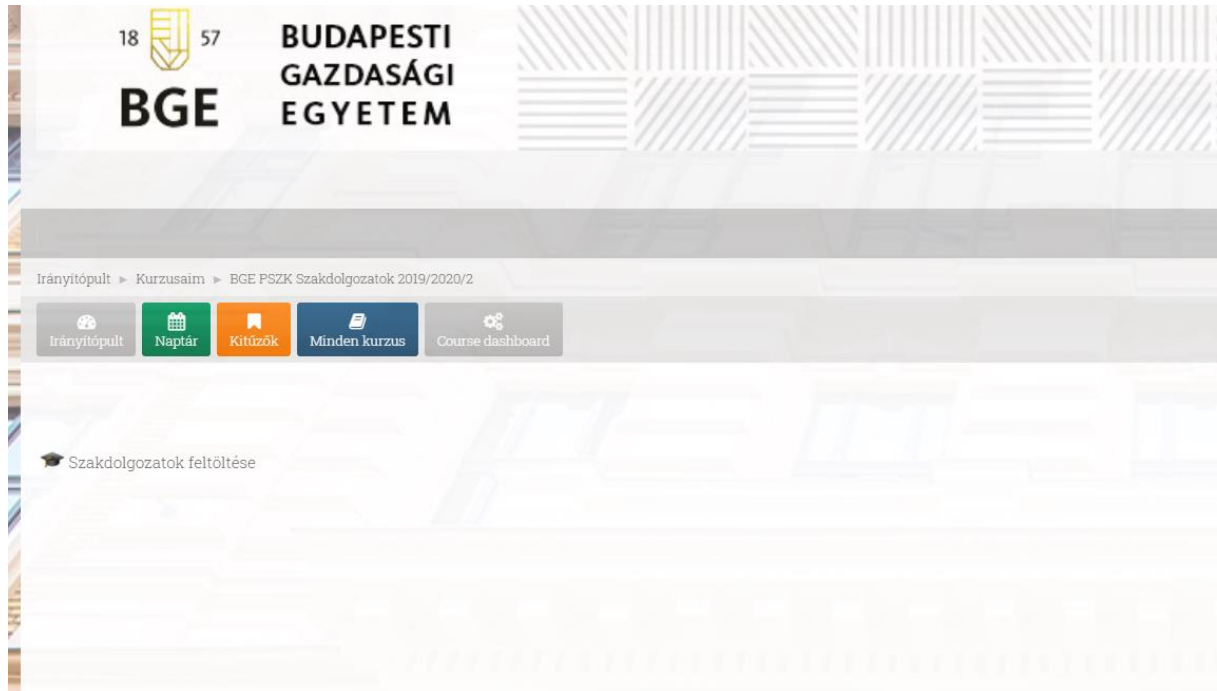 18 57
BGE
BUDAPESTI
GAZDASÁGI
EGYETEM
Irányítópult ► Kurzusaim ► BGE PSZK Szakdolgozatok 2019/2020/2
Irányítópult Naptár Kitűzők Minden kurzus Course dashboard
Szakdolgozatok feltöltése